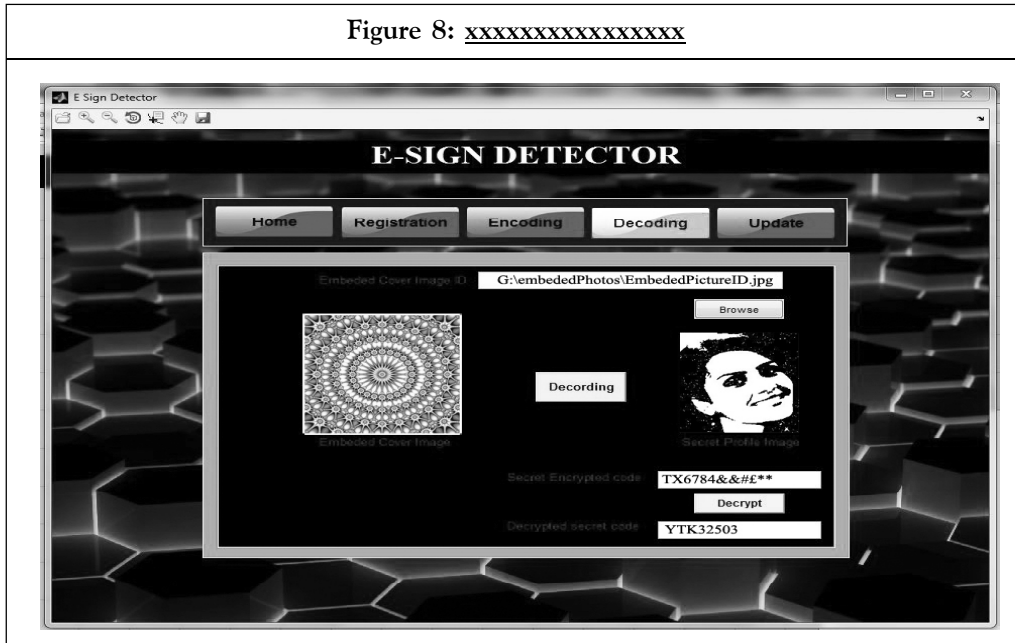 Figure 8: xxxxxxxxxxxxxxxx
E Sign Detector
E-SIGN DETECTOR
Home Registration Encoding Decoding Update
Embeded Cover Image ID G:\embededPhotos\EmbededPictureID.jpg
Browse
Decording
Embeded Cover Image Secret Profile Image
Secret Encrypted code TX6784&&#£**
Decrypt
Decrypted secret code YTK32503